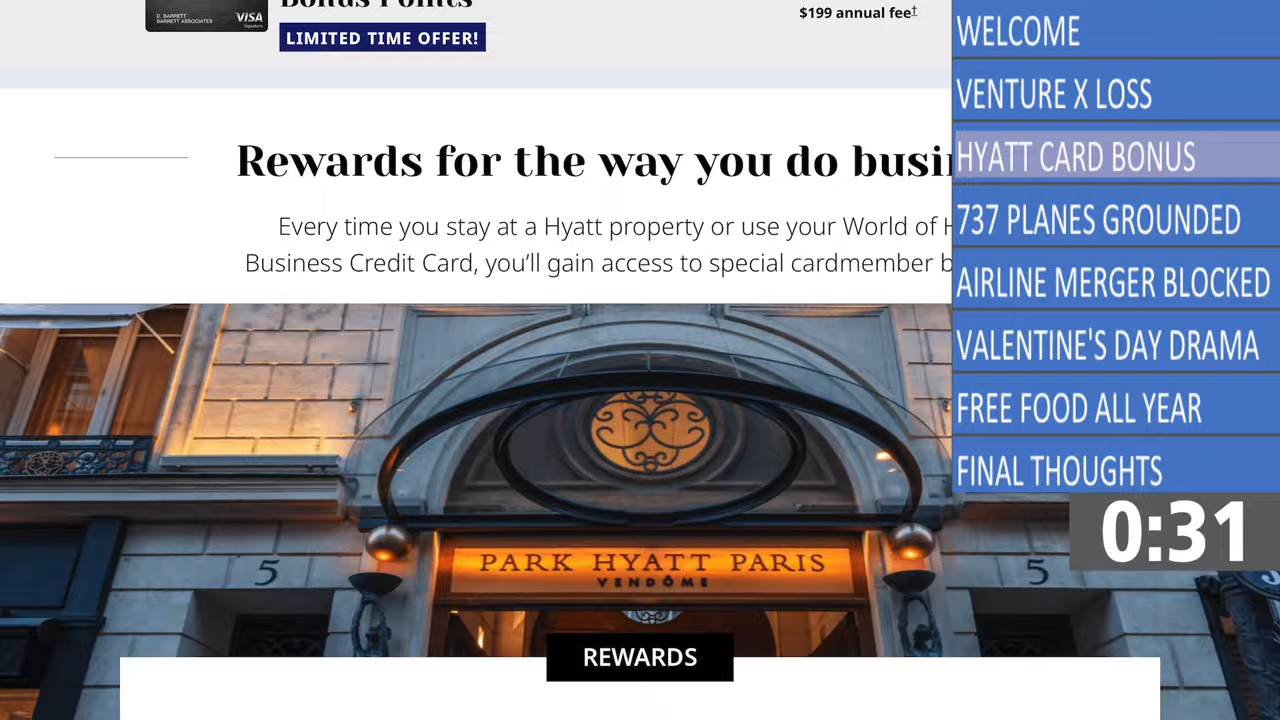 Bonus Points
D. BARRETT
BARRETT ASSOCIATES
VISA
Signature
LIMITED TIME OFFER!
$199 annual fee†
Rewards for the way you do busi
Every time you stay at a Hyatt property or use your World of H
Business Credit Card, you’ll gain access to special cardmember b
5
PARK HYATT PARIS
VENDÔME
5
REWARDS
WELCOME
VENTURE X LOSS
HYATT CARD BONUS
737 PLANES GROUNDED
AIRLINE MERGER BLOCKED
VALENTINE'S DAY DRAMA
FREE FOOD ALL YEAR
FINAL THOUGHTS
0:31